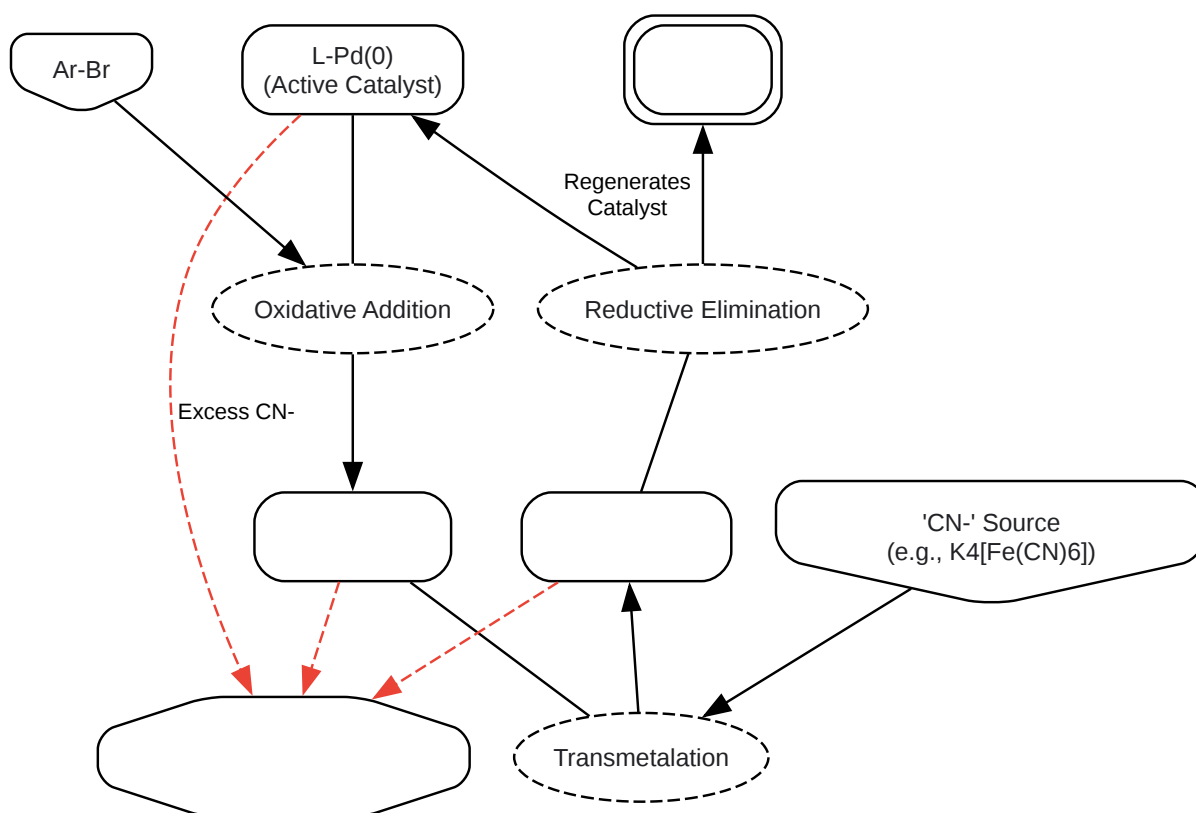 Ar-Br
L-Pd(0)
(Active Catalyst)
Regenerates
Catalyst
Oxidative Addition
Reductive Elimination
Excess CN-
'CN-' Source
(e.g., K4[Fe(CN)6])
Transmetalation